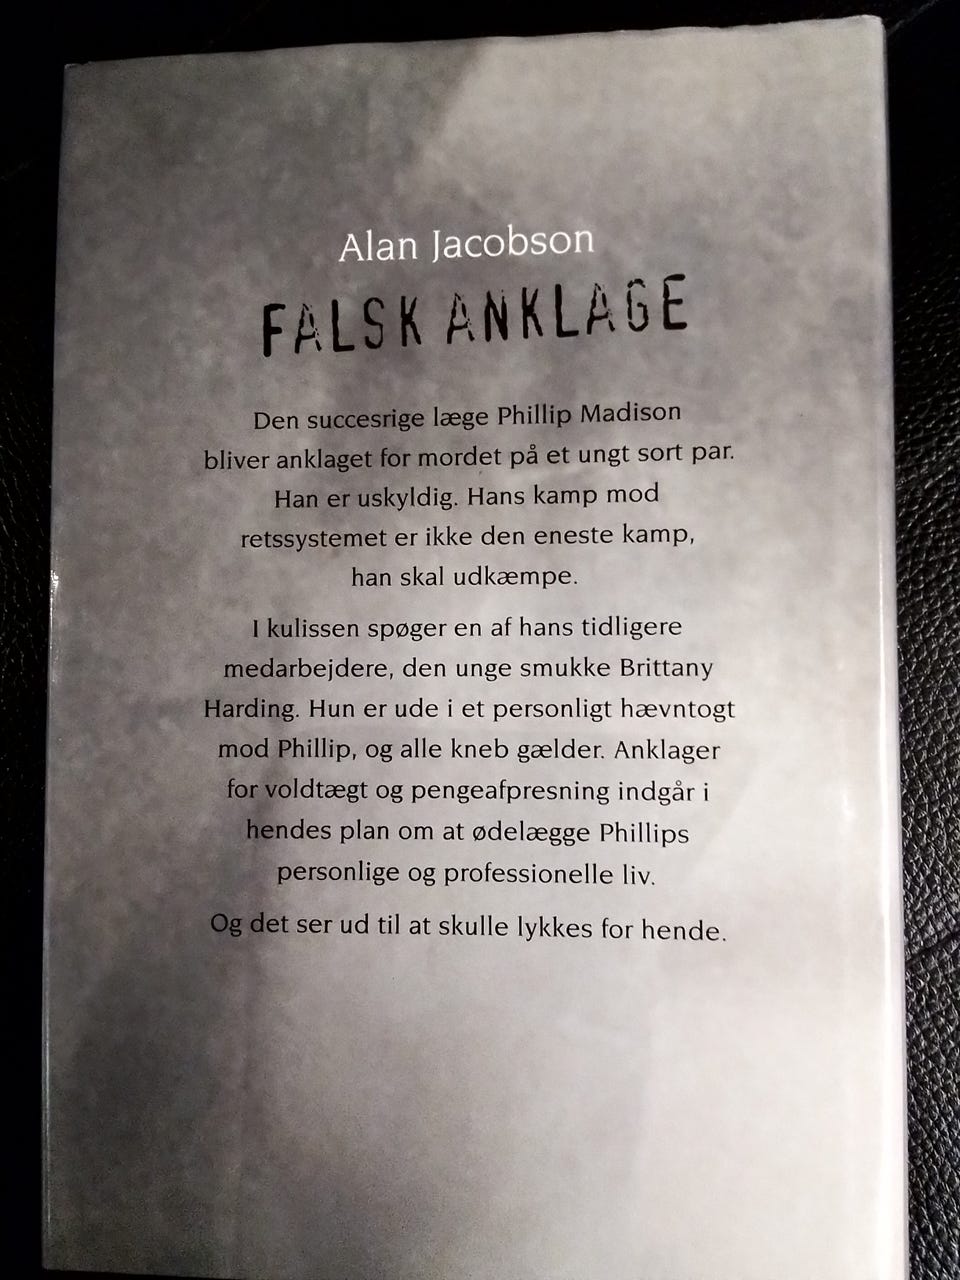 Alan Jacobson
FALSK ANKLAGE
Den succesrige læge Phillip Madison
bliver anklaget for mordet på et ungt sort par.
Han er uskyldig. Hans kamp mod
retssystemet er ikke den eneste kamp,
han skal udkæmpe.
I kulissen spøger en af hans tidligere
medarbejdere, den unge smukke Brittany
Harding. Hun er ude i et personligt hævntogt
mod Phillip, og alle kneb gælder. Anklager
for voldtægt og pengeafpresning indgår i
hendes plan om at ødelægge Phillips
personlige og professionelle liv.
Og det ser ud til at skulle lykkes for hende.